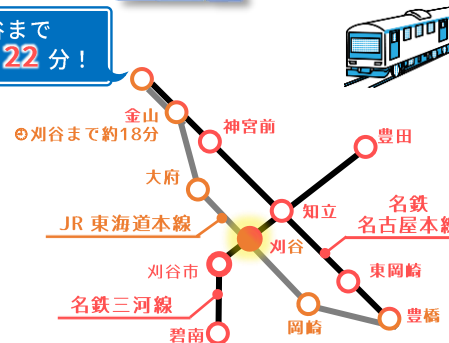 谷まで
22 分！
金山
刈谷まで約18分
神宮前
豊田
大府
知立
名鉄
名古屋本線
JR 東海道本線
刈谷
刈谷市
東岡崎
名鉄三河線
岡崎
豊橋
碧南